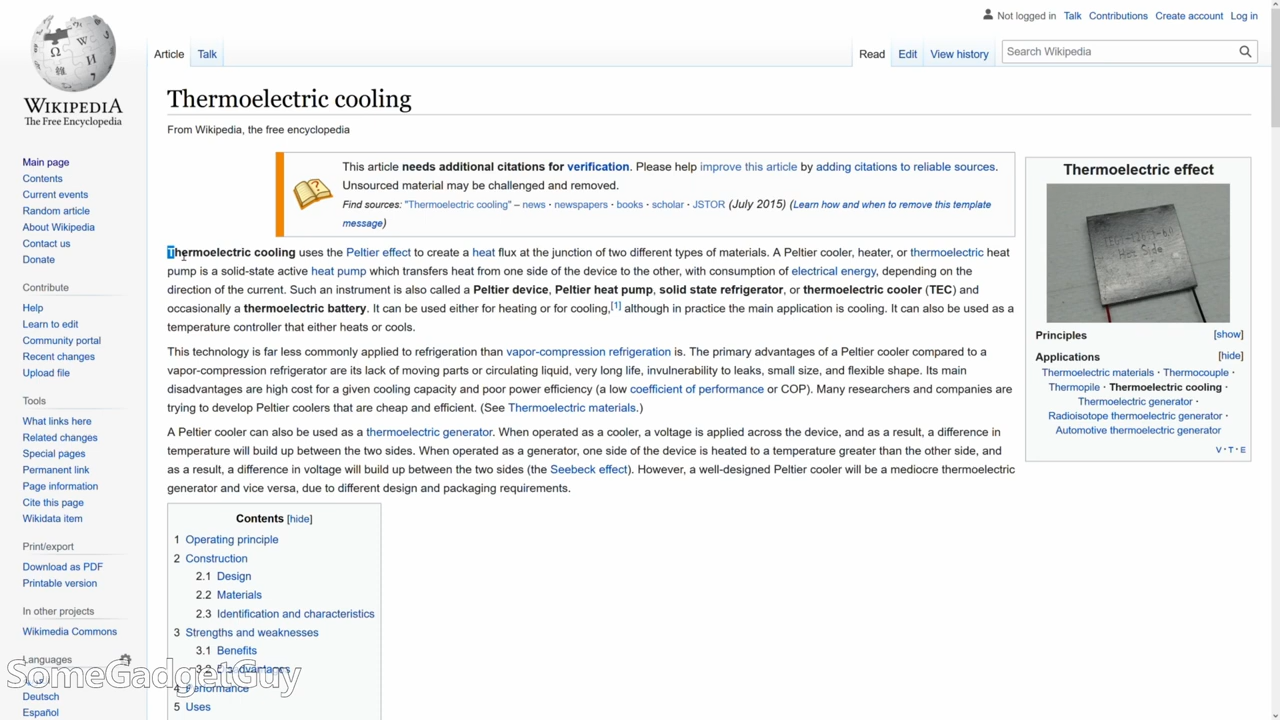 Not logged in Talk Contributions Create account Log in
Article Talk Read Edit View history Search Wikipedia
WIKIPEDIA
The Free Encyclopedia
Thermoelectric cooling
From Wikipedia, the free encyclopedia
This article needs additional citations for verification. Please help improve this article by adding citations to reliable sources.
Unsourced material may be challenged and removed.
Find sources: "Thermoelectric cooling" – news · newspapers · books · scholar · JSTOR (July 2015) (Learn how and when to remove this template
message)
Thermoelectric cooling uses the Peltier effect to create a heat flux at the junction of two different types of materials. A Peltier cooler, heater, or thermoelectric heat
pump is a solid-state active heat pump which transfers heat from one side of the device to the other, with consumption of electrical energy, depending on the
direction of the current. Such an instrument is also called a Peltier device, Peltier heat pump, solid state refrigerator, or thermoelectric cooler (TEC) and
occasionally a thermoelectric battery. It can be used either for heating or for cooling,[1] although in practice the main application is cooling. It can also be used as a
temperature controller that either heats or cools.
This technology is far less commonly applied to refrigeration than vapor-compression refrigeration is. The primary advantages of a Peltier cooler compared to a
vapor-compression refrigerator are its lack of moving parts or circulating liquid, very long life, invulnerability to leaks, small size, and flexible shape. Its main
disadvantages are high cost for a given cooling capacity and poor power efficiency (a low coefficient of performance or COP). Many researchers and companies are
trying to develop Peltier coolers that are cheap and efficient. (See Thermoelectric materials.)
A Peltier cooler can also be used as a thermoelectric generator. When operated as a cooler, a voltage is applied across the device, and as a result, a difference in
temperature will build up between the two sides. When operated as a generator, one side of the device is heated to a temperature greater than the other side, and
as a result, a difference in voltage will build up between the two sides (the Seebeck effect). However, a well-designed Peltier cooler will be a mediocre thermoelectric
generator and vice versa, due to different design and packaging requirements.
Contents [hide]
1 Operating principle
2 Construction
2.1 Design
2.2 Materials
2.3 Identification and characteristics
3 Strengths and weaknesses
3.1 Benefits
3.2 Disadvantages
4 Performance
5 Uses
Thermoelectric effect
Hot Side
Principles [show]
Applications [hide]
Thermoelectric materials · Thermocouple ·
Thermopile · Thermoelectric cooling ·
Thermoelectric generator ·
Radioisotope thermoelectric generator ·
Automotive thermoelectric generator
V · T · E
Main page
Contents
Current events
Random article
About Wikipedia
Contact us
Donate
Contribute
Help
Learn to edit
Community portal
Recent changes
Upload file
Tools
What links here
Related changes
Special pages
Permanent link
Page information
Cite this page
Wikidata item
Print/export
Download as PDF
Printable version
In other projects
Wikimedia Commons
Languages
Deutsch
Español
SomeGadgetGuy